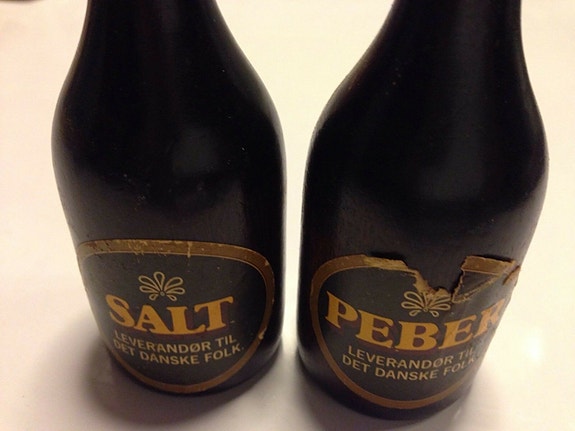 SALT
LEVERANDØR TIL
DET DANSKE FOLK.
PEBER
LEVERANDØR TIL
DET DANSKE FOLK.